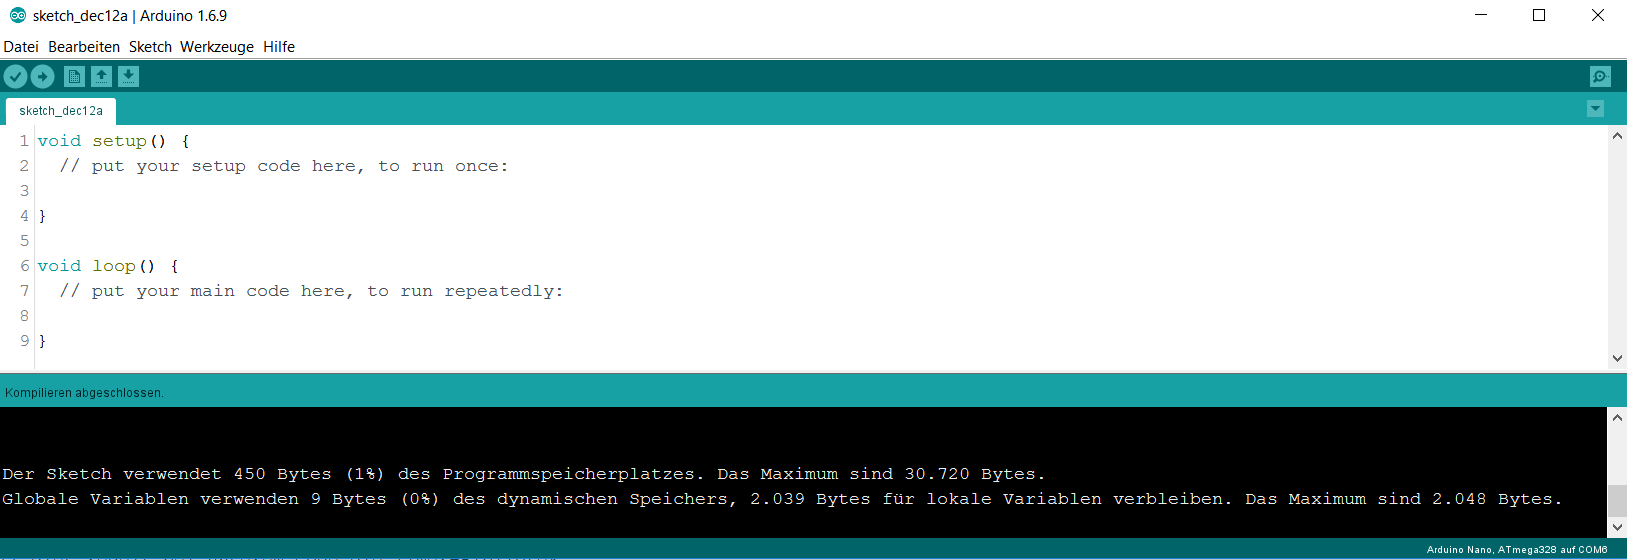 sketch_dec12a | Arduino 1.6.9
Datei Bearbeiten Sketch Werkzeuge Hilfe
sketch_dec12a
1 void setup() {
2   // put your setup code here, to run once:
3
4 }
5
6 void loop() {
7   // put your main code here, to run repeatedly:
8
9 }
Kompilieren abgeschlossen.
Der Sketch verwendet 450 Bytes (1%) des Programmspeicherplatzes. Das Maximum sind 30.720 Bytes.
Globale Variablen verwenden 9 Bytes (0%) des dynamischen Speichers, 2.039 Bytes für lokale Variablen verbleiben. Das Maximum sind 2.048 Bytes.
Arduino Nano, ATmega328 auf COM6